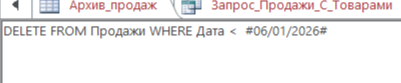 Архив_продаж Запрос_Продажи_С_Товарами
DELETE FROM Продажи WHERE Дата < #06/01/2026#